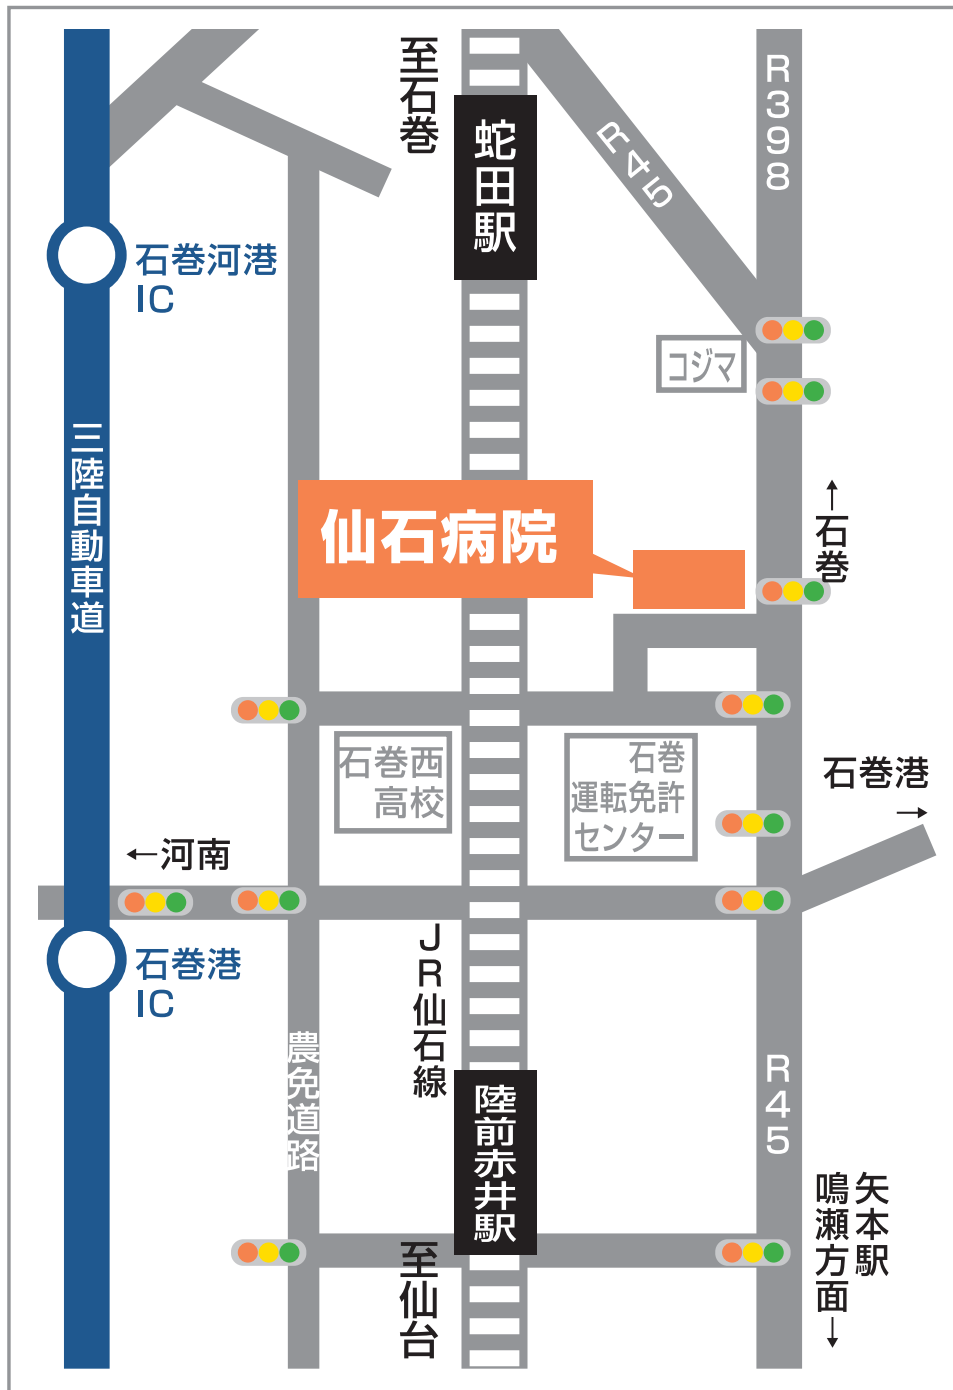 至石巻
蛇田駅
R398
R45
石巻河港
IC
コジマ
三陸自動車道
仙石病院
↑石巻
石巻西
高校
石巻
運転免許
センター
石巻港
→
←河南
石巻港
IC
JR仙石線
農免道路
R45
陸前赤井駅
矢本駅
鳴瀬方面↓
至仙台